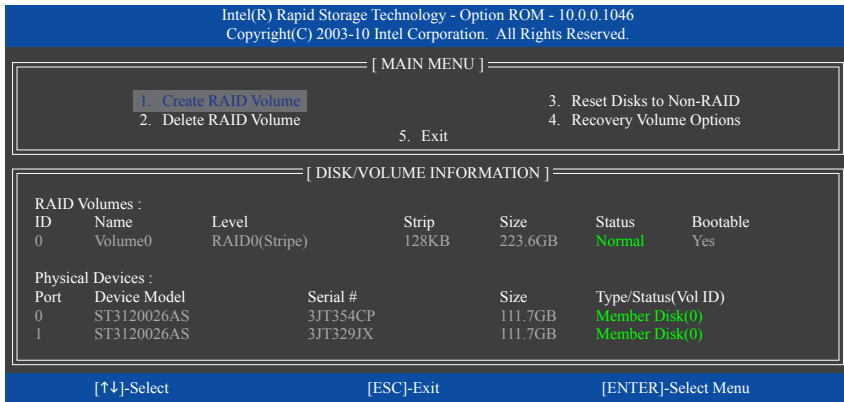 Intel(R) Rapid Storage Technology - Option ROM - 10.0.0.1046
Copyright(C) 2003-10 Intel Corporation. All Rights Reserved.
[ MAIN MENU ]
1. Create RAID Volume 3. Reset Disks to Non-RAID
2. Delete RAID Volume 4. Recovery Volume Options
5. Exit
[ DISK/VOLUME INFORMATION ]
RAID Volumes :
ID Name Level Strip Size Status Bootable
0 Volume0 RAID0(Stripe) 128KB 223.6GB Normal Yes
Physical Devices :
Port Device Model Serial # Size Type/Status(Vol ID)
0 ST3120026AS 3JT354CP 111.7GB Member Disk(0)
1 ST3120026AS 3JT329JX 111.7GB Member Disk(0)
[↑↓]-Select [ESC]-Exit [ENTER]-Select Menu